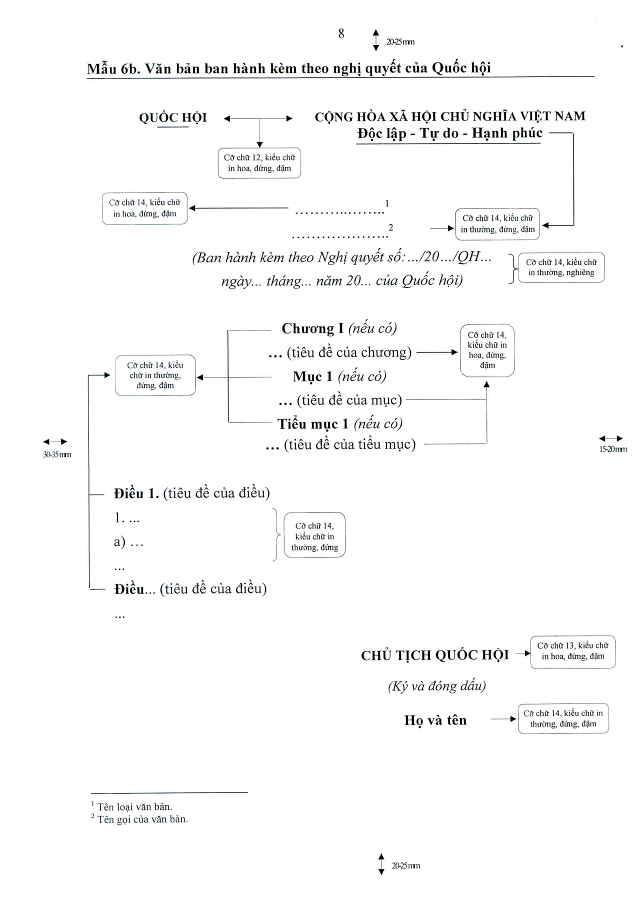 8
20-25mm
Mẫu 6b. Văn bản ban hành kèm theo nghị quyết của Quốc hội
QUỐC HỘI
CỘNG HÒA XÃ HỘI CHỦ NGHĨA VIỆT NAM
Độc lập - Tự do - Hạnh phúc
Cỡ chữ 12, kiểu chữ
in hoa, đứng, đậm
Cỡ chữ 14, kiểu chữ
in hoa, đứng, đậm
………..……..1
………………..2
Cỡ chữ 14, kiểu chữ
in thường, đứng, đậm
(Ban hành kèm theo Nghị quyết số:…/20…/QH…
ngày... tháng... năm 20... của Quốc hội)
Cỡ chữ 14, kiểu chữ
in thường, nghiêng
Chương I (nếu có)
… (tiêu đề của chương)
Mục 1 (nếu có)
… (tiêu đề của mục)
Tiểu mục 1 (nếu có)
… (tiêu đề của tiểu mục)
Cỡ chữ 14,
kiểu chữ in
hoa, đứng,
đậm
Cỡ chữ 14, kiểu
chữ in thường,
đứng, đậm
30-35mm
15-20mm
Điều 1. (tiêu đề của điều)
1. ...
a) …
...
Cỡ chữ 14,
kiểu chữ in
thường, đứng
Điều... (tiêu đề của điều)
...
CHỦ TỊCH QUỐC HỘI
Cỡ chữ 13, kiểu chữ
in hoa, đứng, đậm
(Ký và đóng dấu)
Họ và tên
Cỡ chữ 14, kiểu chữ in
thường, đứng, đậm
1 Tên loại văn bản.
2 Tên gọi của văn bản.
20-25mm